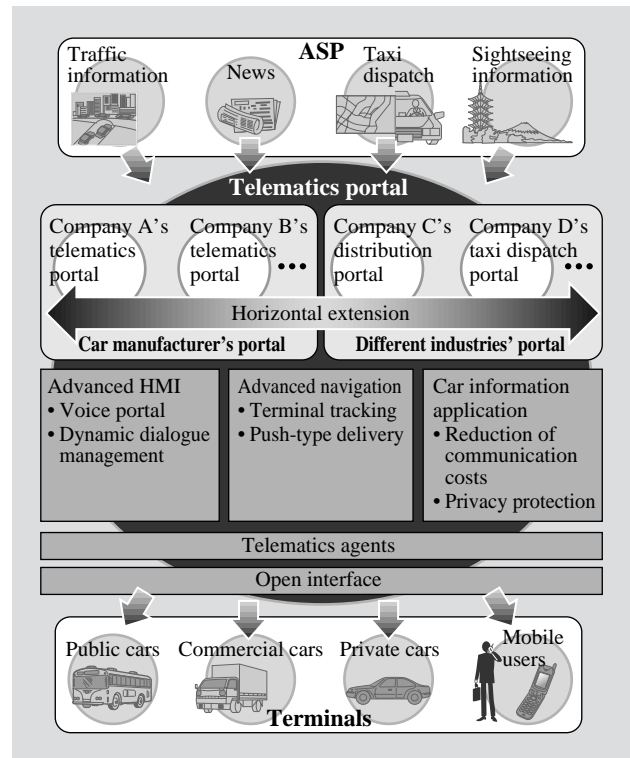 ASP
Traffic
information
News
Taxi
dispatch
Sightseeing
information
Telematics portal
Company A's
telematics
portal
Company B's
telematics
portal
•••
Company C's
distribution
portal
Company D's
taxi dispatch
portal
•••
Horizontal extension
Car manufacturer's portal
Different industries' portal
Advanced HMI
• Voice portal
• Dynamic dialogue
management
Advanced navigation
• Terminal tracking
• Push-type delivery
Car information
application
• Reduction of
communication
costs
• Privacy protection
Telematics agents
Open interface
Public cars
Commercial cars
Private cars
Mobile
users
Terminals